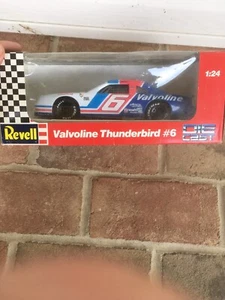 1:24
Valvoline
6
Revell
Valvoline Thunderbird #6